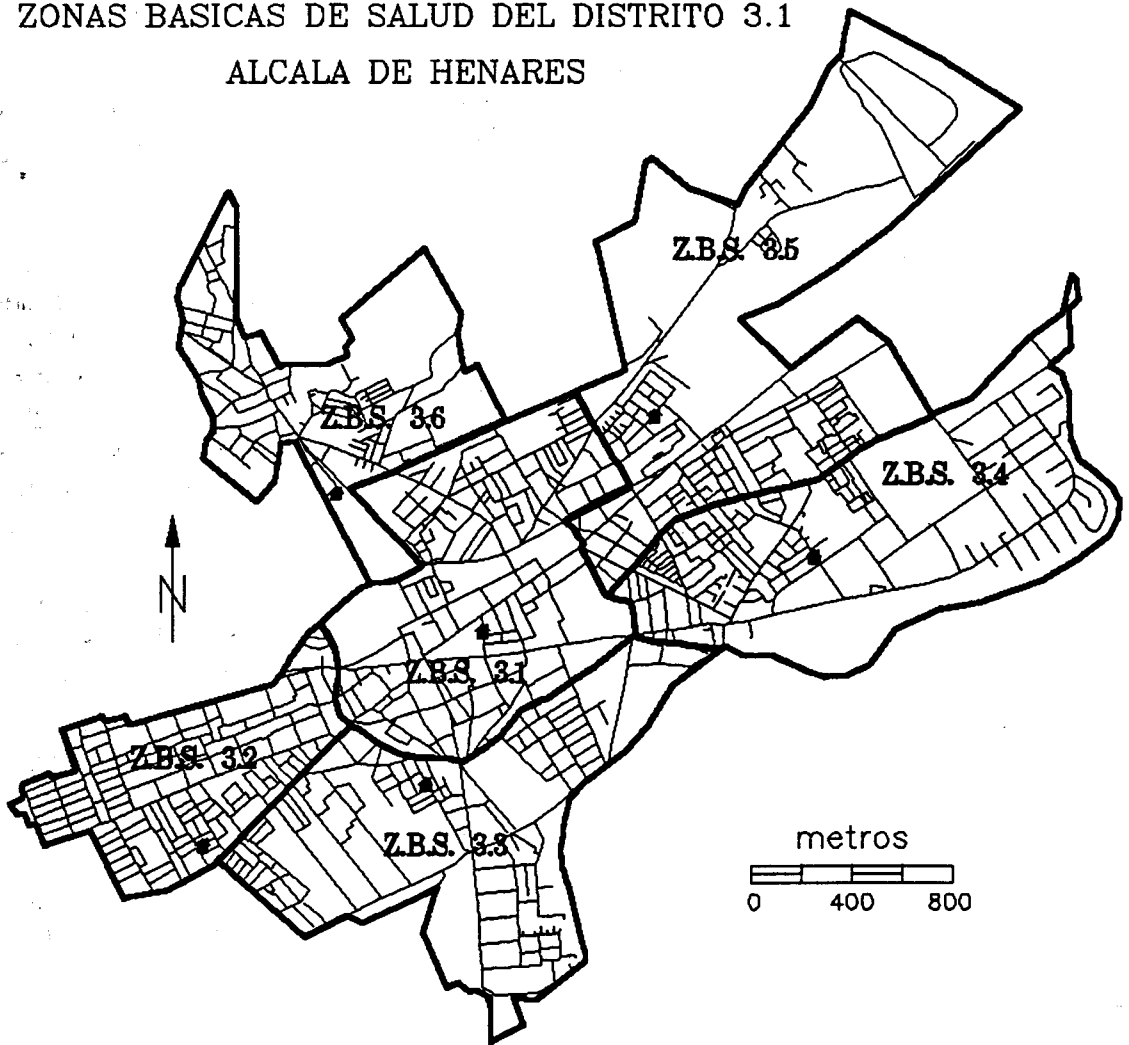 ZONAS BASICAS DE SALUD DEL DISTRITO 3.1
ALCALA DE HENARES
Z.B.S. 3.5
Z.B.S. 3.6
Z.B.S. 3.4
N
Z.B.S. 3.1
Z.B.S. 3.2
Z.B.S. 3.3
metros
0 400 800